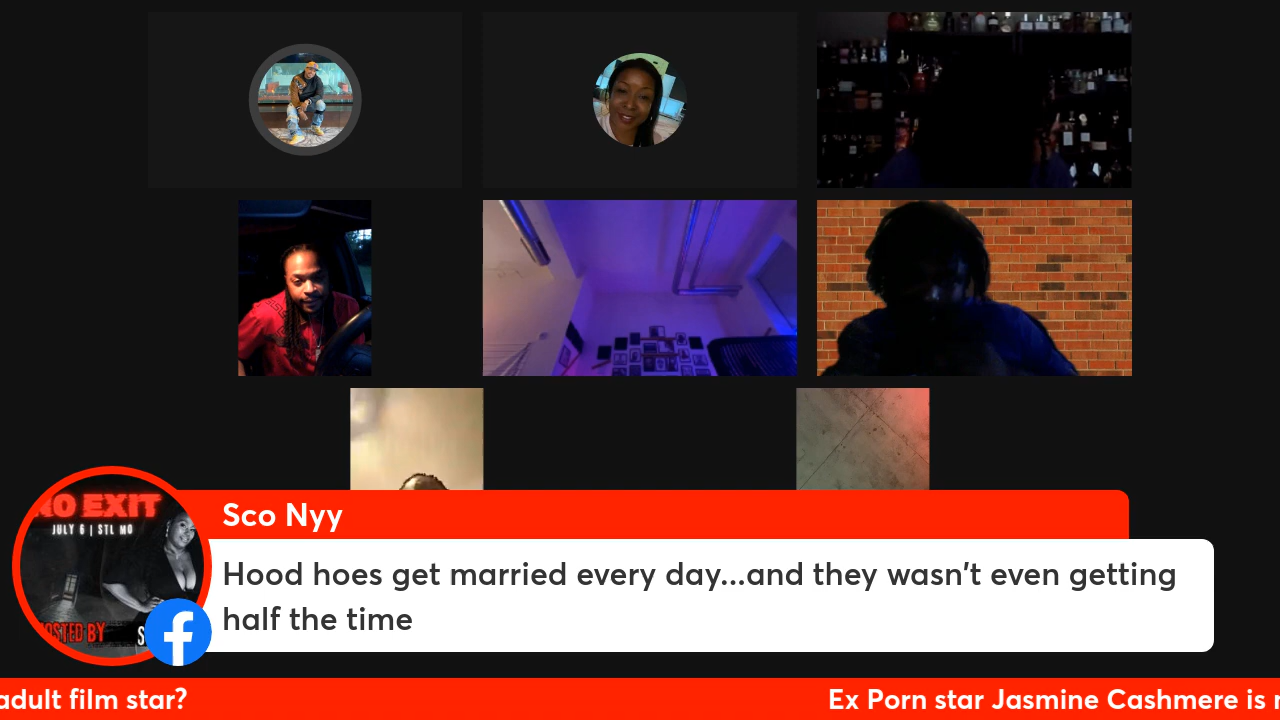 NO EXIT
JULY 6 | STL MO
HOSTED BY
Sco Nyy
Hood hoes get married every day...and they wasn't even getting
half the time
adult film star?
Ex Porn star Jasmine Cashmere is